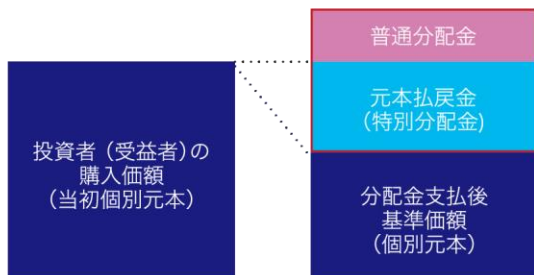 普通分配金
元本払戻金
（特別分配金)
投資者（受益者）の
購入価額
（当初個別元本）
分配金支払後
基準価額
（個別元本）